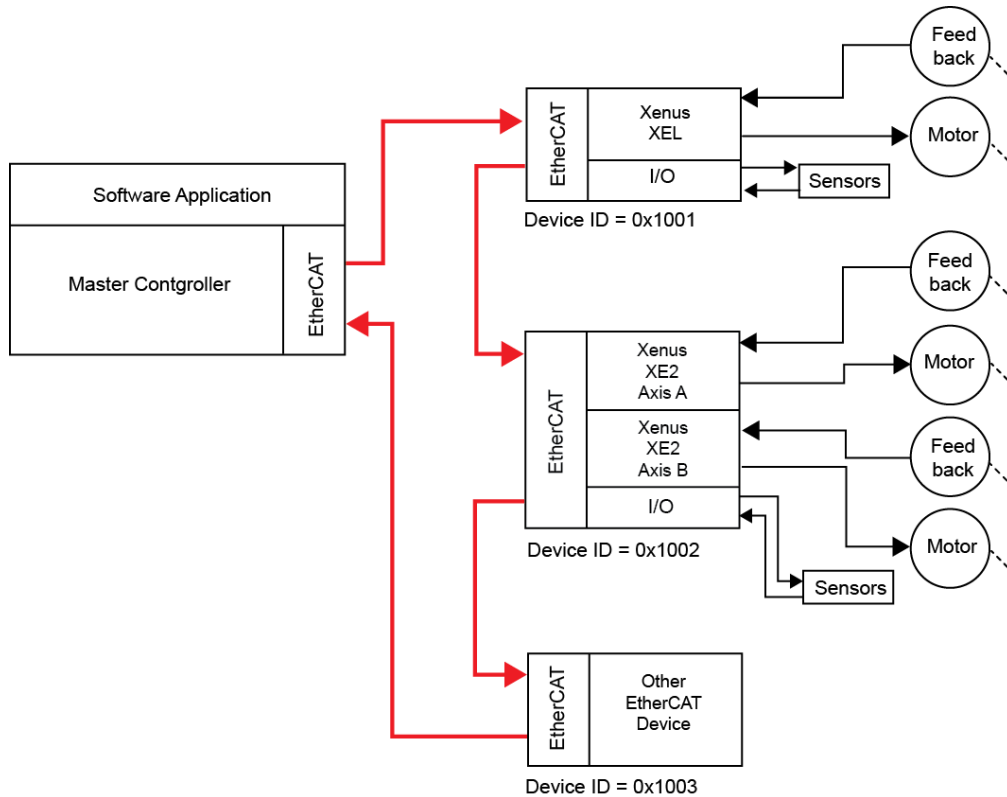 Software Application
Master Contgroller
EtherCAT
EtherCAT
Xenus
XEL
I/O
Device ID = 0x1001
Feed
back
Motor
Sensors
EtherCAT
Xenus
XE2
Axis A
Xenus
XE2
Axis B
I/O
Device ID = 0x1002
Feed
back
Motor
Feed
back
Motor
Sensors
EtherCAT
Other
EtherCAT
Device
Device ID = 0x1003